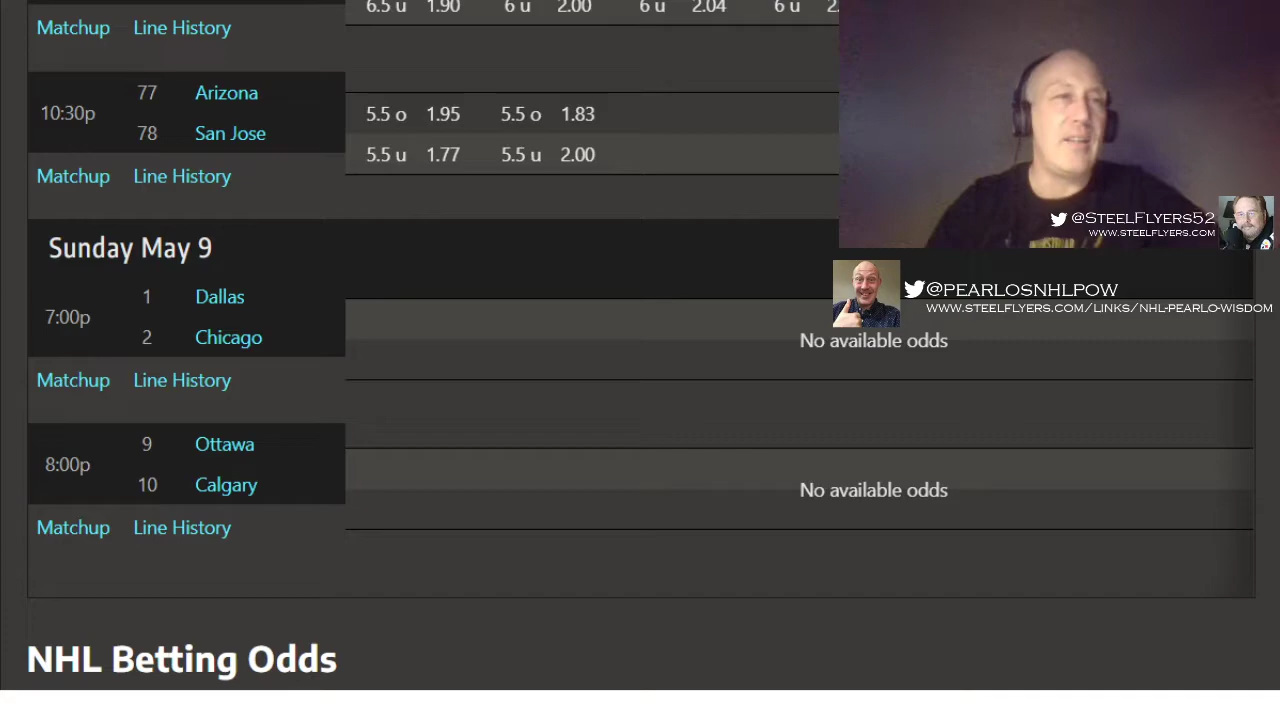 6.5 u 1.90 6 u 2.00 6 u 2.04 6 u
Matchup Line History
10:30p
77 Arizona
78 San Jose
5.5 o 1.95 5.5 o 1.83
5.5 u 1.77 5.5 u 2.00
Matchup Line History
@SteelFlyers52
www.steelflyers.com
Sunday May 9
@PearlosNHLPoW
www.steelflyers.com/links/nhl-pearlo-wisdom
7:00p
1 Dallas
2 Chicago
No available odds
Matchup Line History
8:00p
9 Ottawa
10 Calgary
No available odds
Matchup Line History
NHL Betting Odds